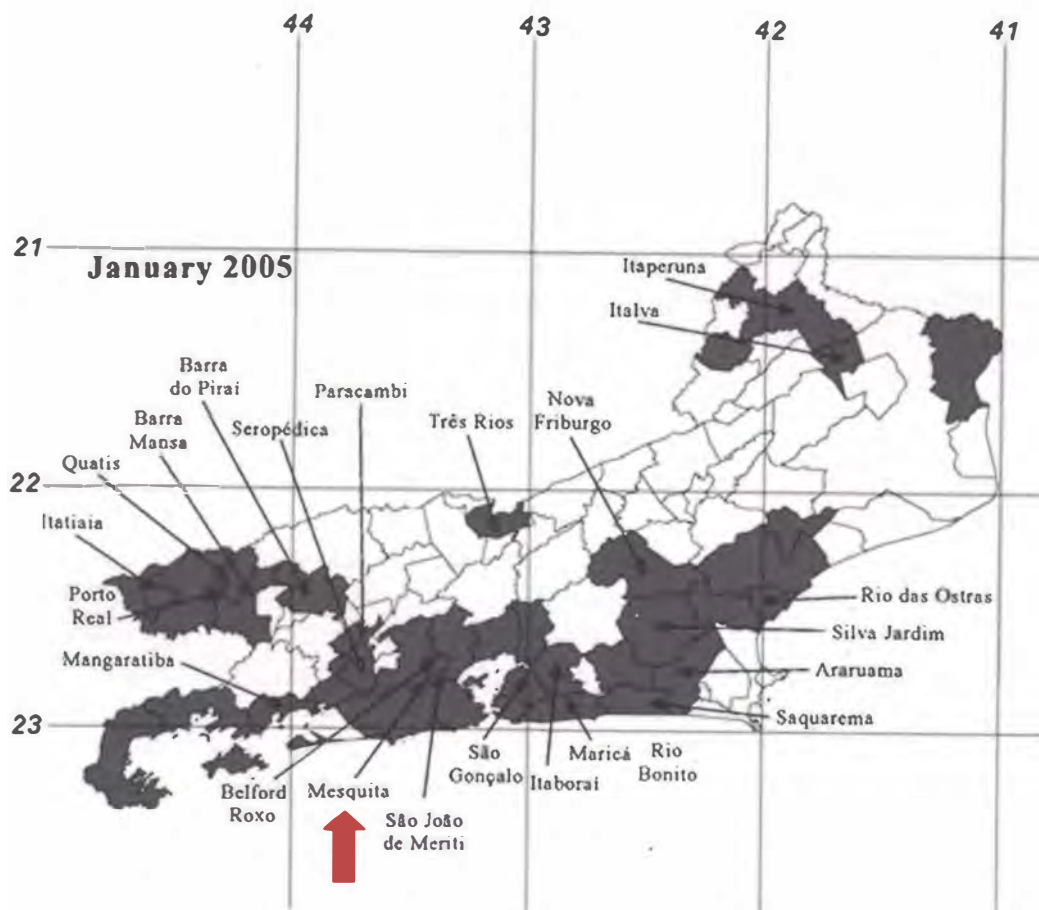 44
43
42
41
21
January 2005
Itaperuna
Italva
Barra
do Piraí
Paracambi
Barra
Mansa
Seropédica
Três Rios
Nova
Friburgo
Quatis
22
Itatiaia
Porto
Real
Rio das Ostras
Silva Jardim
Mangaratiba
Araruama
Saquarema
23
São
Gonçalo
Maricá
Rio
Bonito
Itaboraí
Belford
Roxo
Mesquita
São João
de Meriti